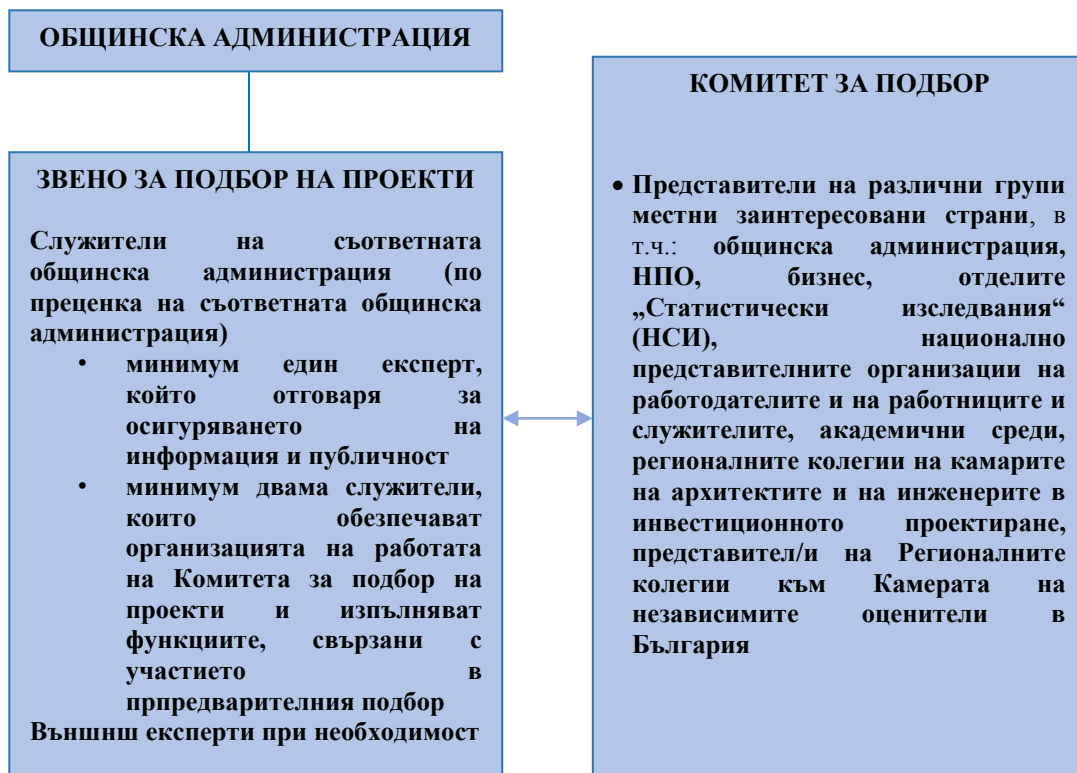 ОБЩИНСКА АДМИНИСТРАЦИЯ
ЗВЕНО ЗА ПОДБОР НА ПРОЕКТИ
Служители на съответната
общинска администрация (по
преценка на съответната общинска
администрация)
• минимум един експерт,
който отговаря за
осигуряването на
информация и публичност
• минимум двама служители,
които обезпечават
организацията на работата
на Комитета за подбор на
проекти и изпълняват
функциите, свързани с
участието в
прпредварителния подбор
Външнш експерти при необходимост
КОМИТЕТ ЗА ПОДБОР
• Представители на различни групи
местни заинтересовани страни, в
т.ч.: общинска администрация,
НПО, бизнес, отделите
„Статистически изследвания“
(НСИ), национално
представителните организации на
работодателите и на работниците и
служителите, академични среди,
регионалните колегии на камарите
на архитектите и на инженерите в
инвестиционното проектиране,
представител/и на Регионалните
колегии към Камерата на
независимите оценители в
България